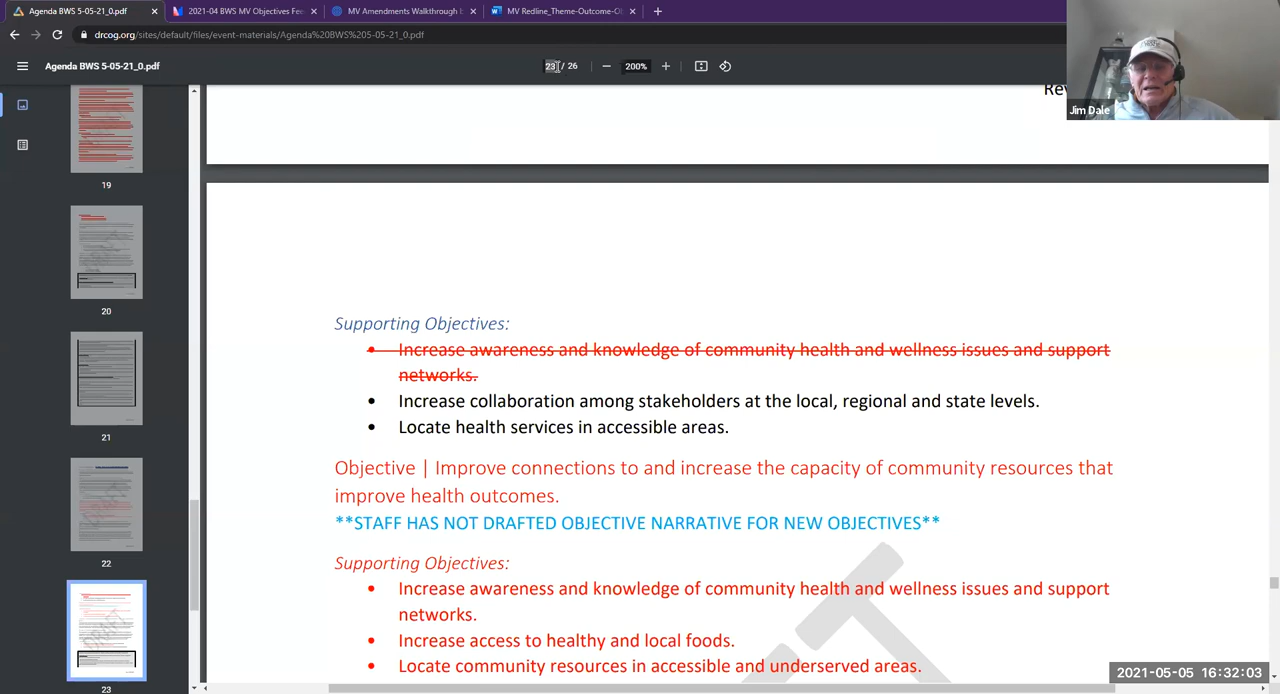 Agenda BWS 5-05-21_0.pdf
2021-04 BWS MV Objectives Fee
MV Amendments Walkthrough
MV Redline_Theme-Outcome-O
drcog.org/sites/default/files/event-materials/Agenda%20BWS%205-05-21_0.pdf
Agenda BWS 5-05-21_0.pdf
23 / 26
200%
Jim Dale
19
20
21
22
23
Supporting Objectives:
• Increase awareness and knowledge of community health and wellness issues and support
networks.
• Increase collaboration among stakeholders at the local, regional and state levels.
• Locate health services in accessible areas.
Objective | Improve connections to and increase the capacity of community resources that
improve health outcomes.
**STAFF HAS NOT DRAFTED OBJECTIVE NARRATIVE FOR NEW OBJECTIVES**
Supporting Objectives:
• Increase awareness and knowledge of community health and wellness issues and support
networks.
• Increase access to healthy and local foods.
• Locate community resources in accessible and underserved areas.
2021-05-05 16:32:03